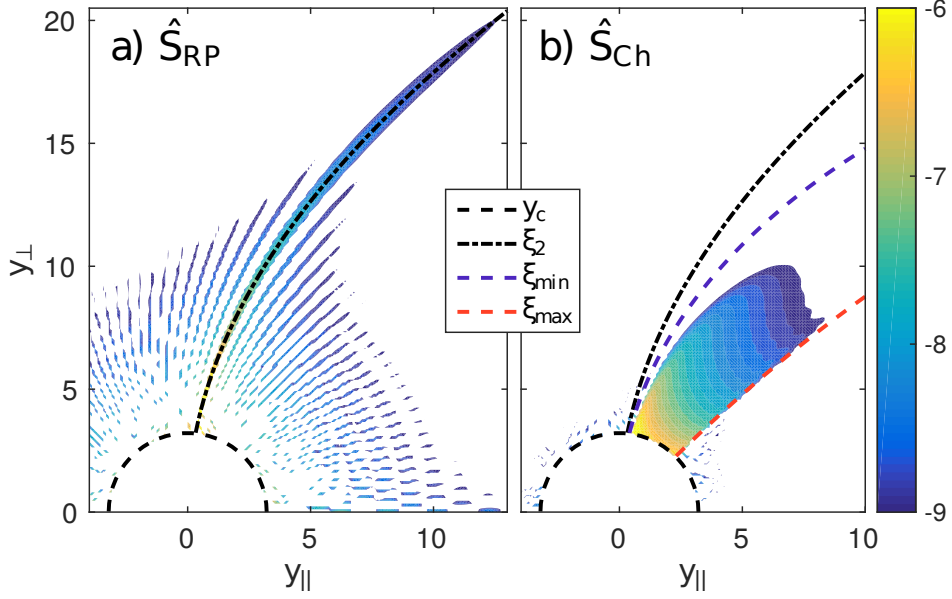 a) Ŝ_RP
b) Ŝ_Ch
20
15
10
5
0
y_⊥
0
5
10
y_||
0
5
10
y_||
y_c
ξ_2
ξ_min
ξ_max
-6
-7
-8
-9